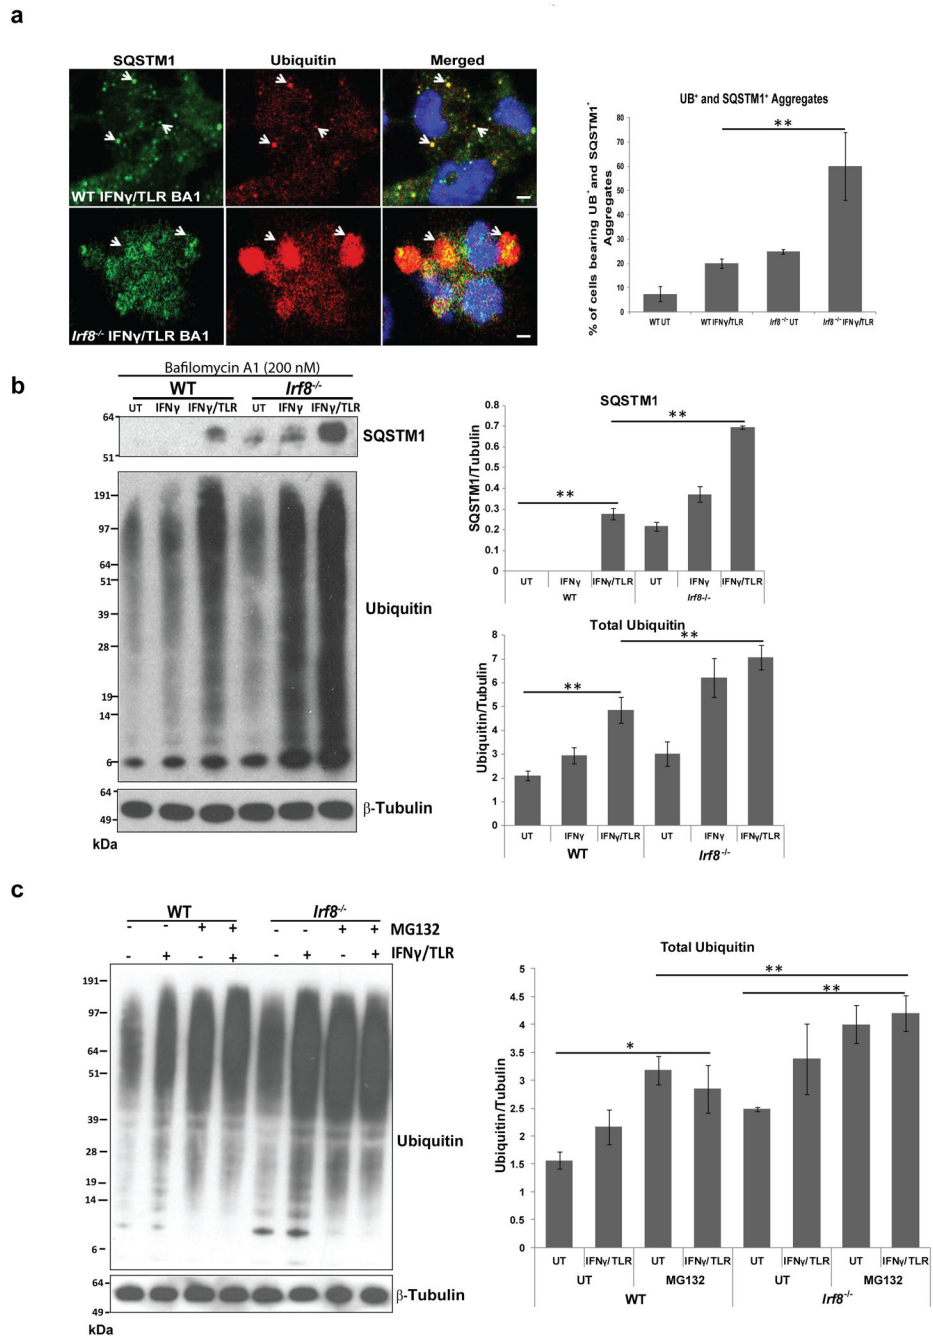 a
SQSTM1 Ubiquitin Merged
WT IFNγ/TLR BA1
Irf8-/- IFNγ/TLR BA1
UB+ and SQSTM1+ Aggregates
% of cells bearing UB+ and SQSTM1+
Aggregates
80
70
60
50
40
30
20
10
0
**
WT UT WT IFNγ/TLR Irf8-/- UT Irf8-/- IFNγ/TLR
b
Bafilomycin A1 (200 nM)
WT Irf8-/-
UT IFNγ IFNγ/TLR UT IFNγ IFNγ/TLR
64
51
SQSTM1
191
97
64
51
39
28
19
14
6
Ubiquitin
64
49
β-Tubulin
kDa
SQSTM1
SQSTM1/Tubulin
0.8
0.7
0.6
0.5
0.4
0.3
0.2
0.1
0
**
**
UT IFNγ IFNγ/TLR UT IFNγ IFNγ/TLR
WT Irf8-/-
Total Ubiquitin
Ubiquitin/Tubulin
8
7
6
5
4
3
2
1
0
**
**
UT IFNγ IFNγ/TLR UT IFNγ IFNγ/TLR
WT Irf8-/-
c
WT Irf8-/-
- - + + - - + + MG132
- + - + - + - + IFNγ/TLR
191
97
64
51
39
28
19
14
6
Ubiquitin
64
49
β-Tubulin
kDa
Total Ubiquitin
Ubiquitin/Tubulin
5
4.5
4
3.5
3
2.5
2
1.5
1
0.5
0
**
**
*
UT IFNγ/TLR UT IFNγ/TLR UT IFNγ/TLR UT IFNγ/TLR
UT MG132 UT MG132
WT Irf8-/-